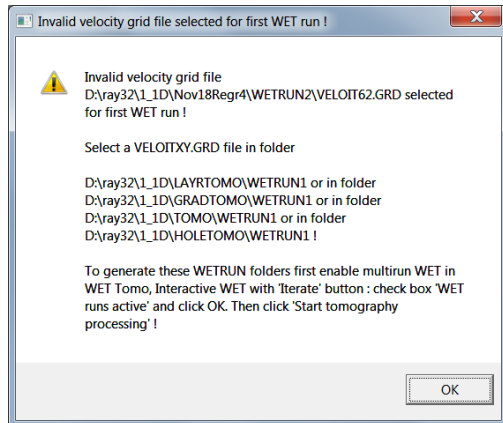 Invalid velocity grid file selected for first WET run !
Invalid velocity grid file
D:\ray32\1_1D\Nov18Regr4\WETRUN2\VELOIT62.GRD selected
for first WET run !
Select a VELOITXY.GRD file in folder
D:\ray32\1_1D\LAYRTOMO\WETRUN1 or in folder
D:\ray32\1_1D\GRADTOMO\WETRUN1 or in folder
D:\ray32\1_1D\TOMO\WETRUN1 or in folder
D:\ray32\1_1D\HOLETOMO\WETRUN1 !
To generate these WETRUN folders first enable multirun WET in
WET Tomo, Interactive WET with 'Iterate' button : check box 'WET
runs active' and click OK. Then click 'Start tomography
processing' !
OK